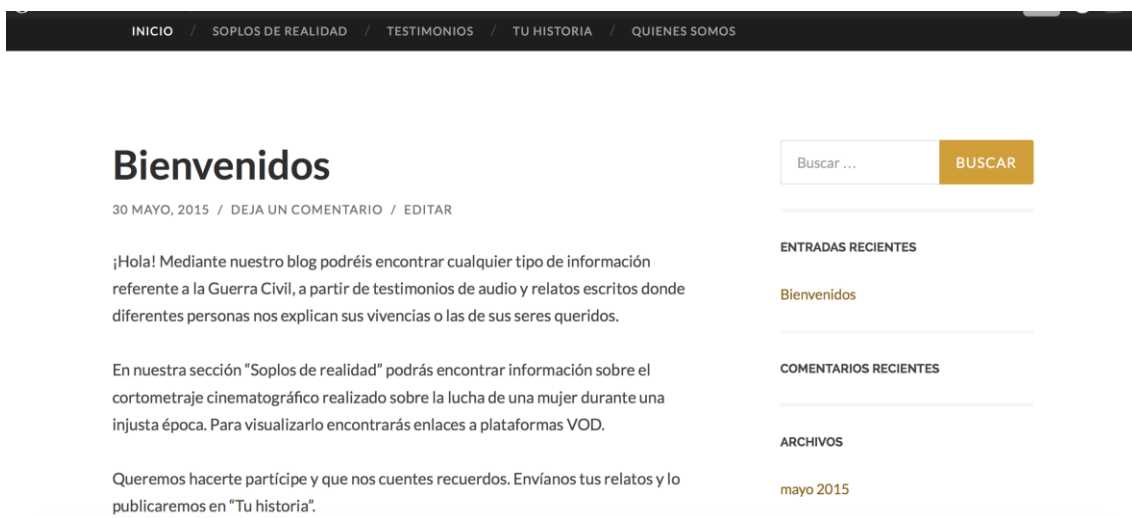 INICIO / SOPLOS DE REALIDAD / TESTIMONIOS / TU HISTORIA / QUIENES SOMOS
Bienvenidos
30 MAYO, 2015 / DEJA UN COMENTARIO / EDITAR
¡Hola! Mediante nuestro blog podréis encontrar cualquier tipo de información
referente a la Guerra Civil, a partir de testimonios de audio y relatos escritos donde
diferentes personas nos explican sus vivencias o las de sus seres queridos.
En nuestra sección “Soplos de realidad” podrás encontrar información sobre el
cortometraje cinematográfico realizado sobre la lucha de una mujer durante una
injusta época. Para visualizarlo encontrarás enlaces a plataformas VOD.
Queremos hacerte partícipe y que nos cuentes recuerdos. Envíanos tus relatos y lo
publicaremos en “Tu historia”.
Buscar ...
BUSCAR
ENTRADAS RECIENTES
Bienvenidos
COMENTARIOS RECIENTES
ARCHIVOS
mayo 2015